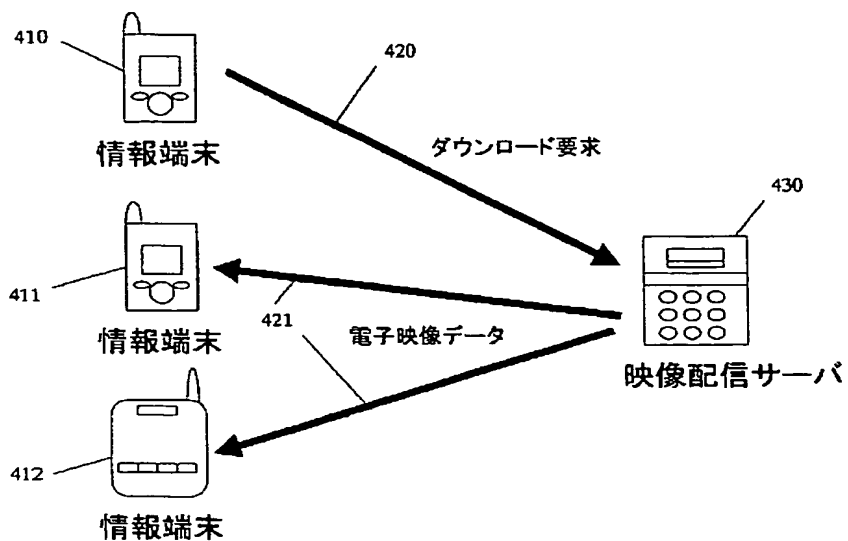 410
420
情報端末
ダウンロード要求
430
411
421
情報端末
電子映像データ
映像配信サーバ
412
情報端末